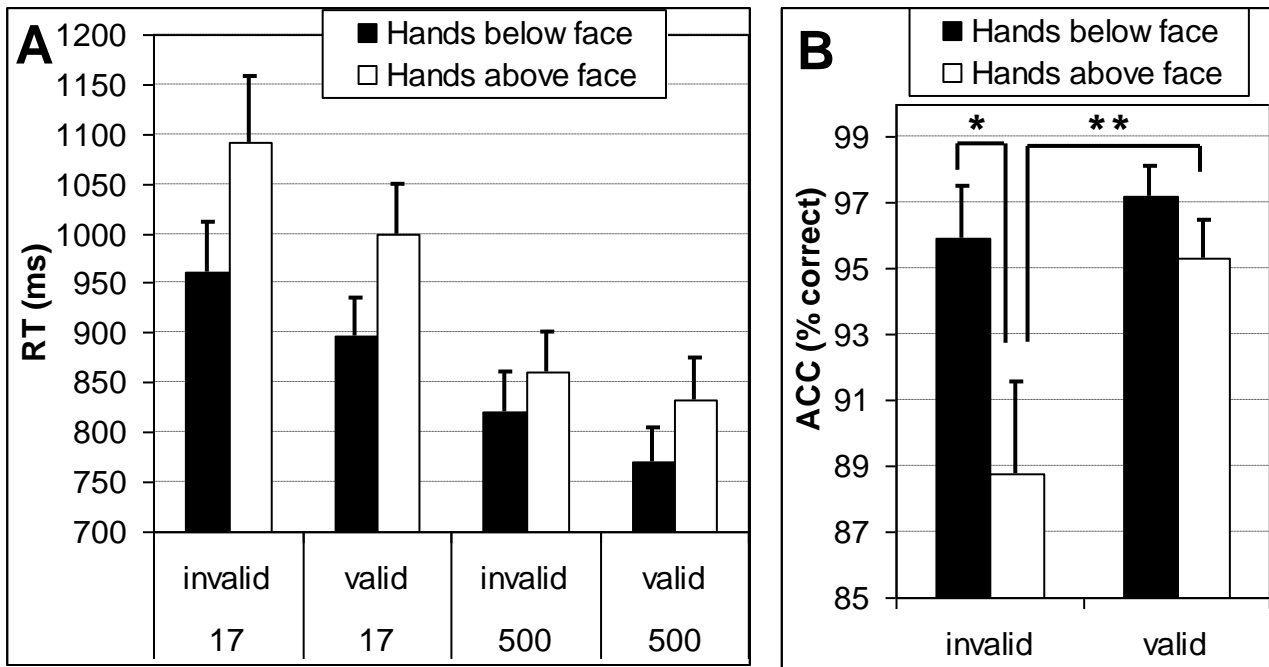 A
Hands below face
Hands above face
RT (ms)
1200
1150
1100
1050
1000
950
900
850
800
750
700
invalid valid invalid valid
17 17 500 500
B
Hands below face
Hands above face
ACC (% correct)
99
97
95
93
91
89
87
85
* **
invalid valid